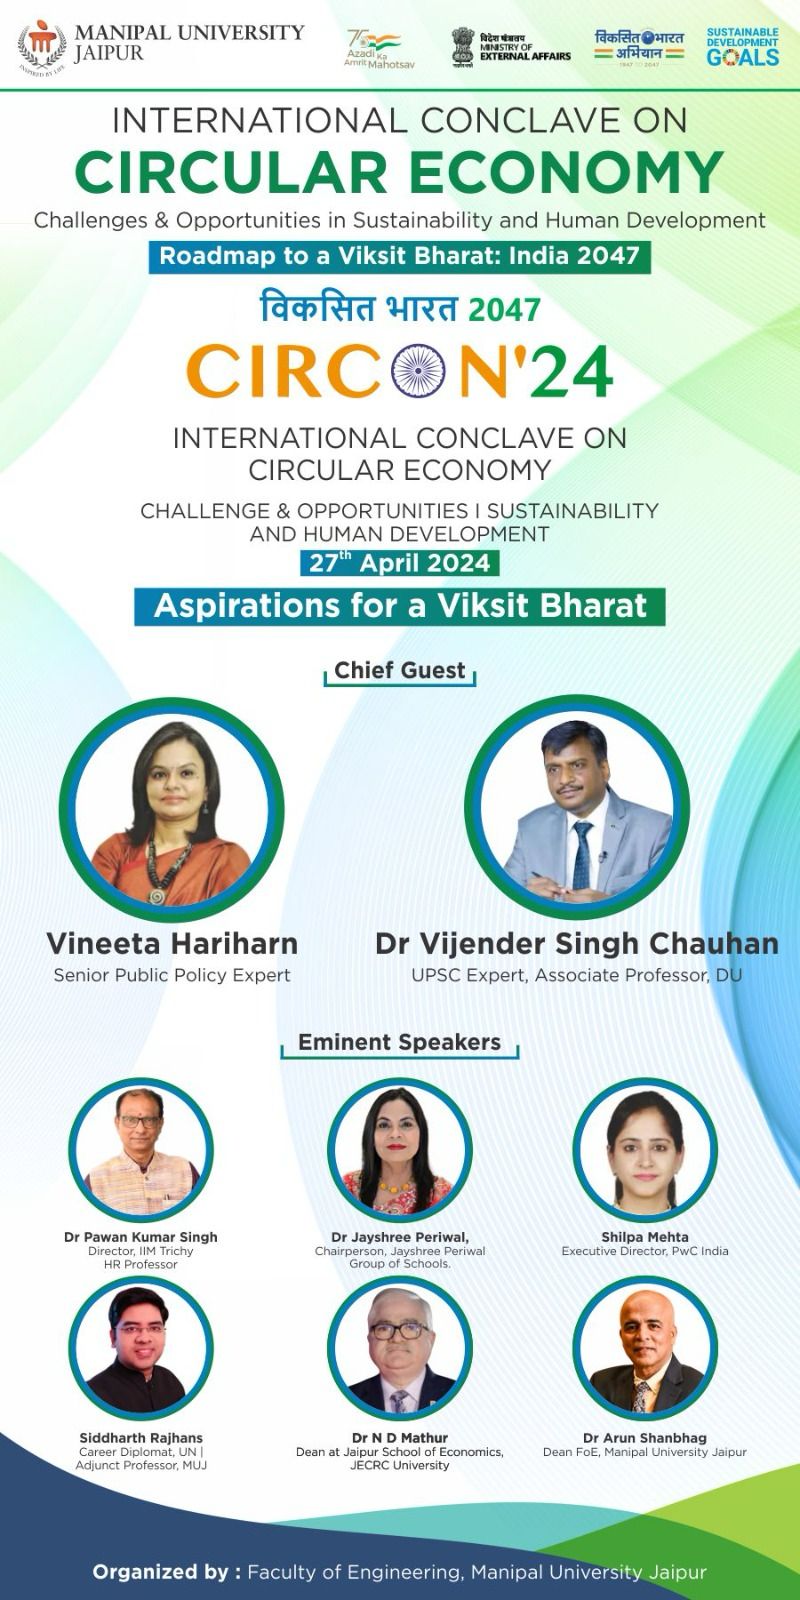 MANIPAL UNIVERSITY
JAIPUR
INSPIRED BY LIFE
75
Azadi Ka
Amrit Mahotsav
विदेश मंत्रालय
MINISTRY OF
EXTERNAL AFFAIRS
विकसित भारत
अभियान
1947 TO 2047
SUSTAINABLE
DEVELOPMENT
GOALS
INTERNATIONAL CONCLAVE ON
CIRCULAR ECONOMY
Challenges & Opportunities in Sustainability and Human Development
Roadmap to a Viksit Bharat: India 2047
विकसित भारत 2047
CIRCON'24
INTERNATIONAL CONCLAVE ON
CIRCULAR ECONOMY
CHALLENGE & OPPORTUNITIES I SUSTAINABILITY
AND HUMAN DEVELOPMENT
27th April 2024
Aspirations for a Viksit Bharat
Chief Guest
Vineeta Hariharn
Senior Public Policy Expert
Dr Vijender Singh Chauhan
UPSC Expert, Associate Professor, DU
Eminent Speakers
Dr Pawan Kumar Singh
Director, IIM Trichy
HR Professor
Dr Jayshree Periwal,
Chairperson, Jayshree Periwal
Group of Schools.
Shilpa Mehta
Executive Director, PwC India
Siddharth Rajhans
Career Diplomat, UN |
Adjunct Professor, MUJ
Dr N D Mathur
Dean at Jaipur School of Economics,
JECRC University
Dr Arun Shanbhag
Dean FoE, Manipal University Jaipur
Organized by : Faculty of Engineering, Manipal University Jaipur